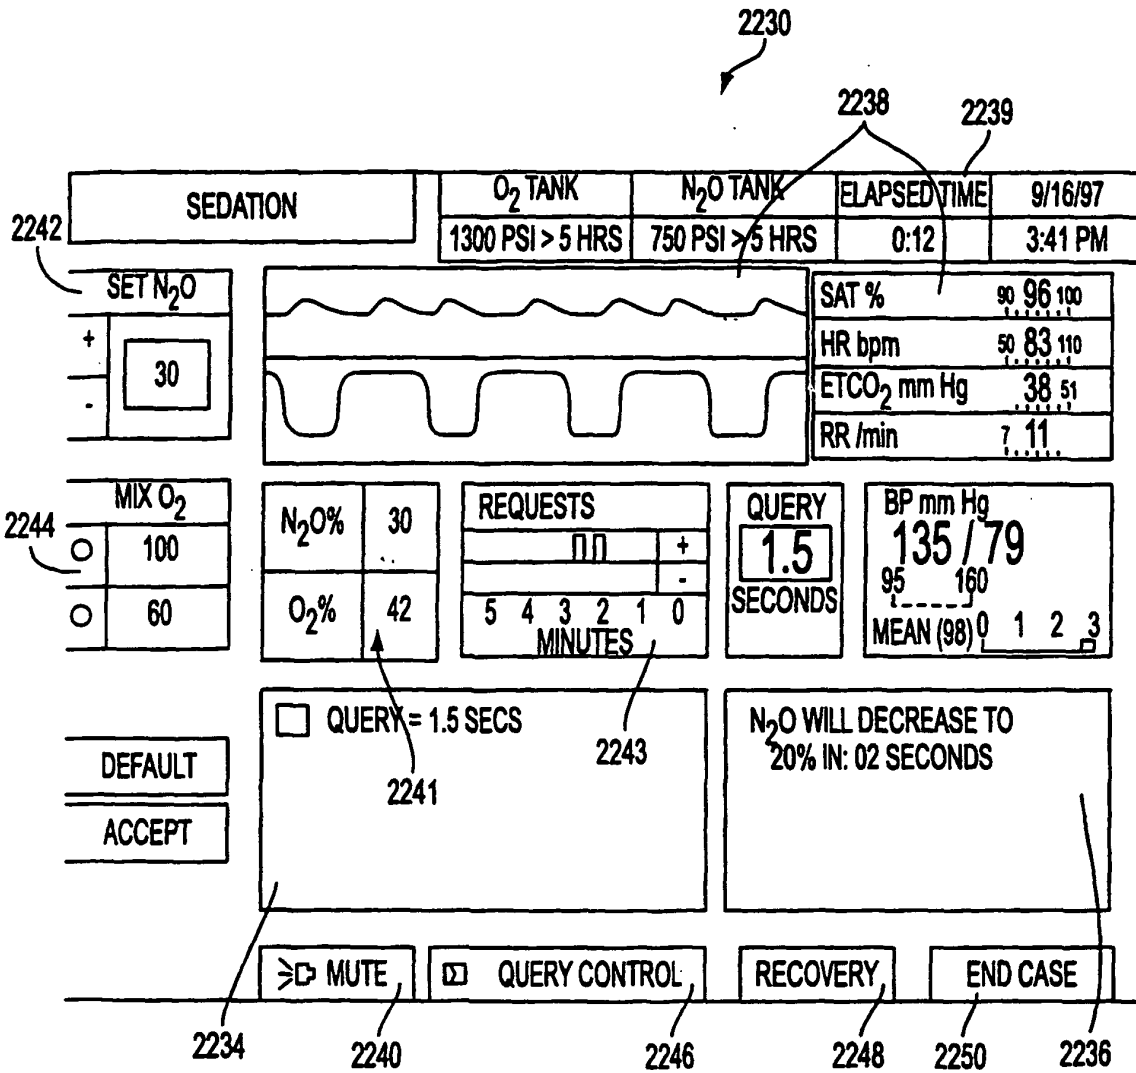 2230
2238
2239
SEDATION
O2 TANK
N2O TANK
ELAPSED TIME
9/16/97
1300 PSI > 5 HRS
750 PSI > 5 HRS
0:12
3:41 PM
2242
SET N2O
+
30
-
SAT %
90 96 100
HR bpm
50 83 110
ETCO2 mm Hg
38 51
RR /min
7 11
2244
MIX O2
100
60
N2O%
30
O2%
42
REQUESTS
+
-
5 4 3 2 1 0
MINUTES
QUERY
1.5
SECONDS
BP mm Hg
135 / 79
95 160
MEAN (98)
0 1 2 3
DEFAULT
ACCEPT
QUERY = 1.5 SECS
2241
2243
N2O WILL DECREASE TO
20% IN: 02 SECONDS
MUTE
QUERY CONTROL
RECOVERY
END CASE
2234
2240
2246
2248
2250
2236